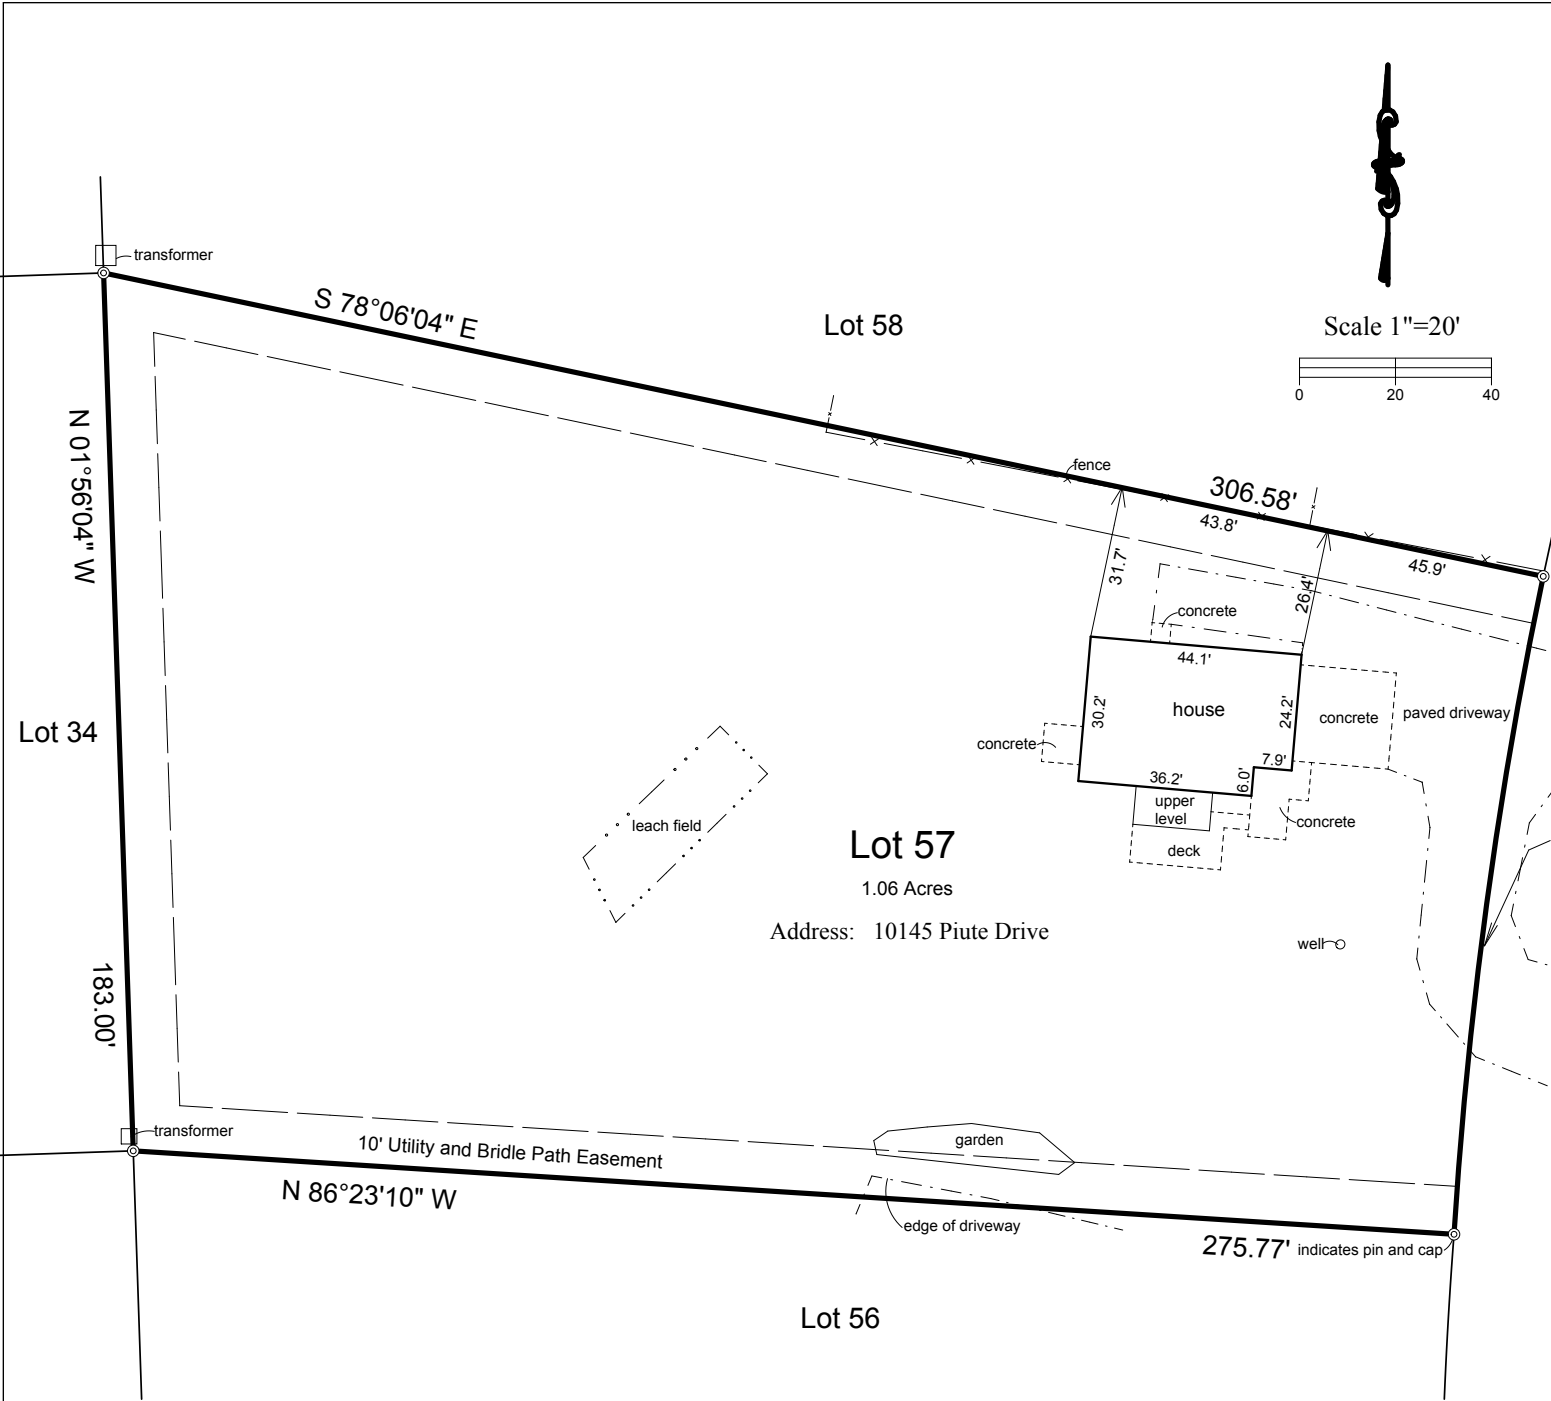 transformer
S 78°06'04" E
Lot 58
Scale 1"=20'
0 20 40
N 01°56'04" W
fence
306.58'
43.8'
45.9'
31.7'
26.4'
concrete
44.1'
house
30.2'
24.2'
concrete
paved driveway
Lot 34
concrete
7.9'
36.2'
6.0'
upper
level
concrete
leach field
deck
Lot 57
1.06 Acres
Address: 10145 Piute Drive
well
183.00'
transformer
10' Utility and Bridle Path Easement
garden
N 86°23'10" W
edge of driveway
275.77'
indicates pin and cap
Lot 56